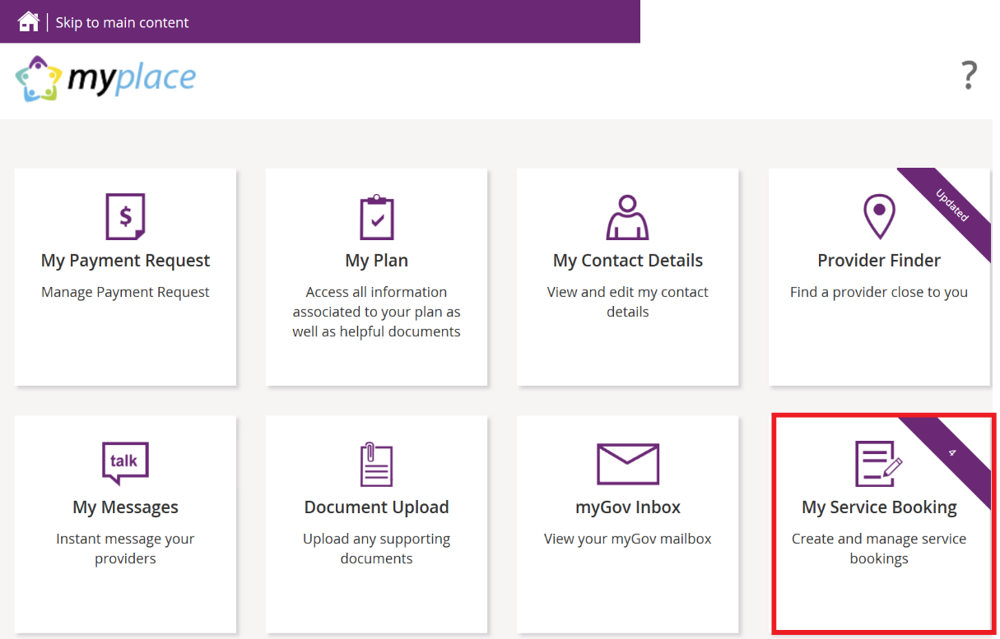 Skip to main content
myplace
?
Updated
$
My Payment Request
Manage Payment Request
My Plan
Access all information
associated to your plan as
well as helpful documents
My Contact Details
View and edit my contact
details
Provider Finder
Find a provider close to you
talk
My Messages
Instant message your
providers
Document Upload
Upload any supporting
documents
myGov Inbox
View your myGov mailbox
4
My Service Booking
Create and manage service
bookings